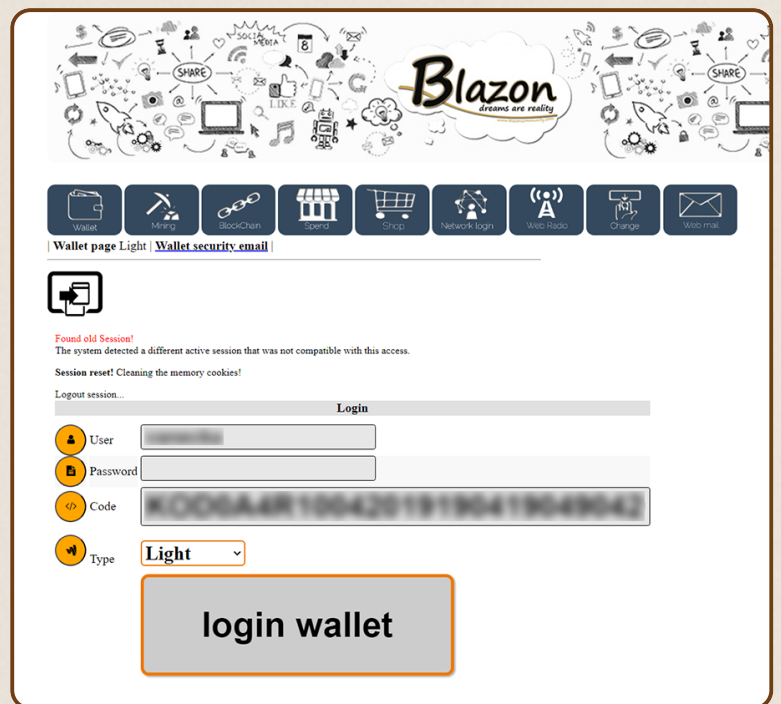 SOCIAL
MEDIA
8
SHARE
LIKE
@
Blazon
dreams are reality
SHARE
@
Wallet
Mining
BlockChain
Spend
Shop
Network login
Web Radio
Change
Web mail
| Wallet page Light | Wallet security email |
Found old Session!
The system detected a different active session that was not compatible with this access.
Session reset! Cleaning the memory cookies!
Logout session...
Login
User
Password
Code
Type
Light
login wallet